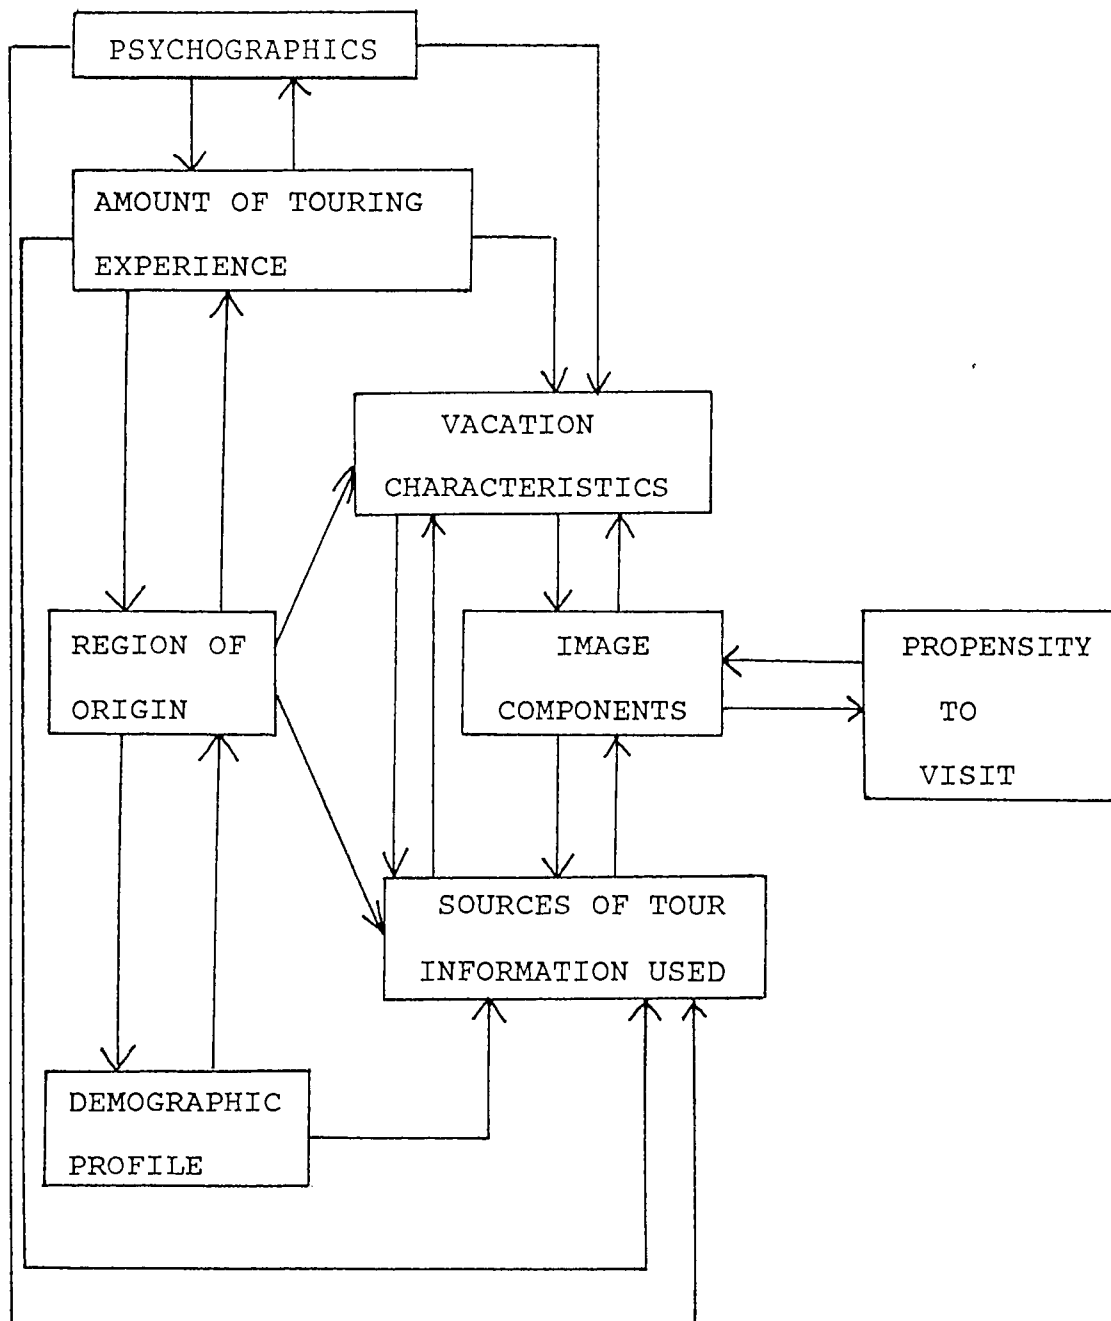 PSYCHOGRAPHICS
AMOUNT OF TOURING
EXPERIENCE
VACATION
CHARACTERISTICS
REGION OF
ORIGIN
IMAGE
COMPONENTS
PROPENSITY
TO
VISIT
SOURCES OF TOUR
INFORMATION USED
DEMOGRAPHIC
PROFILE